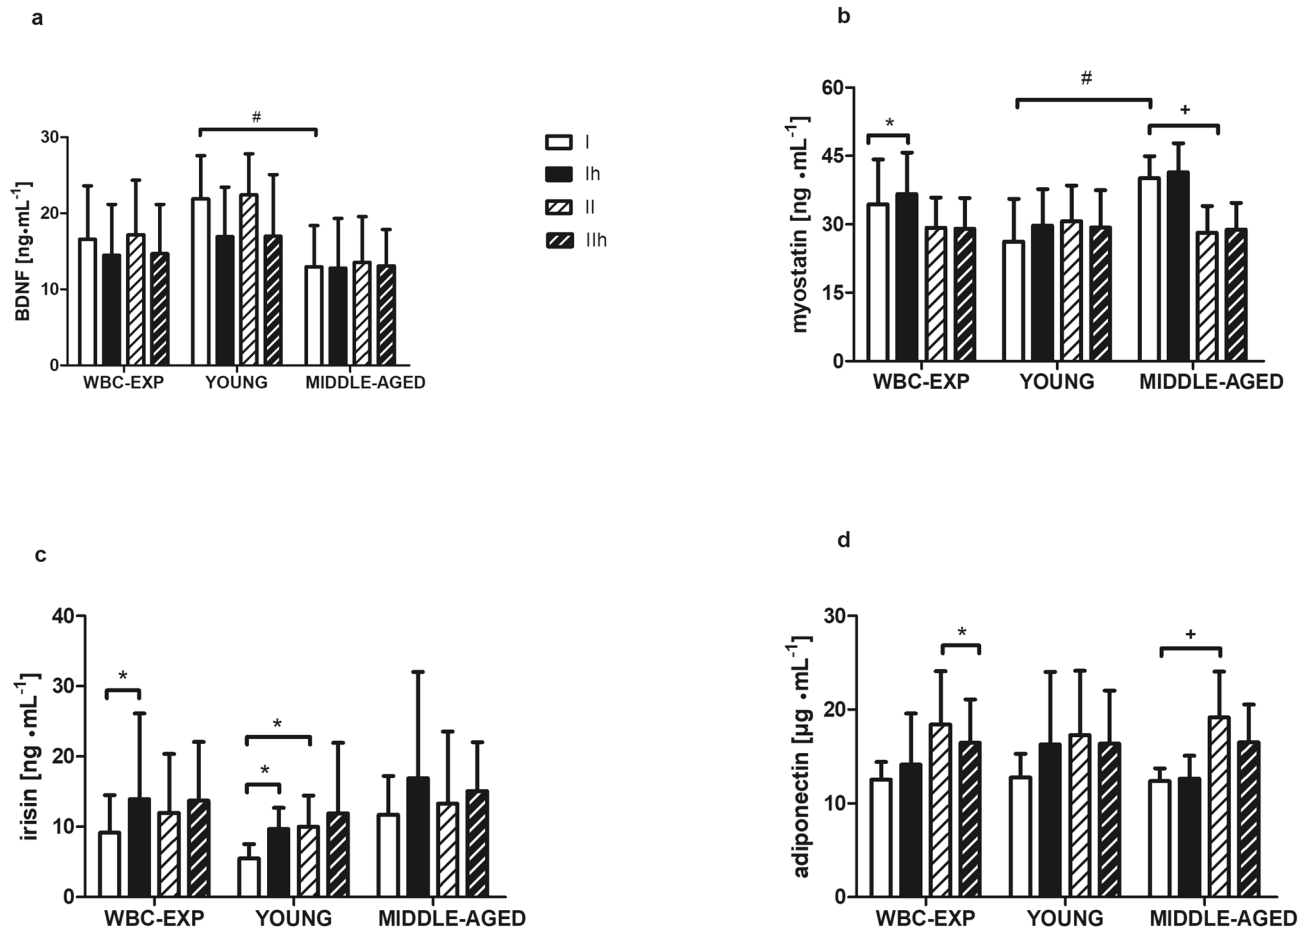 a
BDNF [ng•mL⁻¹]
30
20
10
0
#
WBC-EXP YOUNG MIDDLE-AGED
I
Ih
II
IIh
b
myostatin [ng •mL⁻¹]
60
45
30
15
0
*
#
+
WBC-EXP YOUNG MIDDLE-AGED
c
irisin [ng •mL⁻¹]
40
30
20
10
0
*
*
*
WBC-EXP YOUNG MIDDLE-AGED
d
adiponectin [µg •mL⁻¹]
30
20
10
0
*
+
WBC-EXP YOUNG MIDDLE-AGED